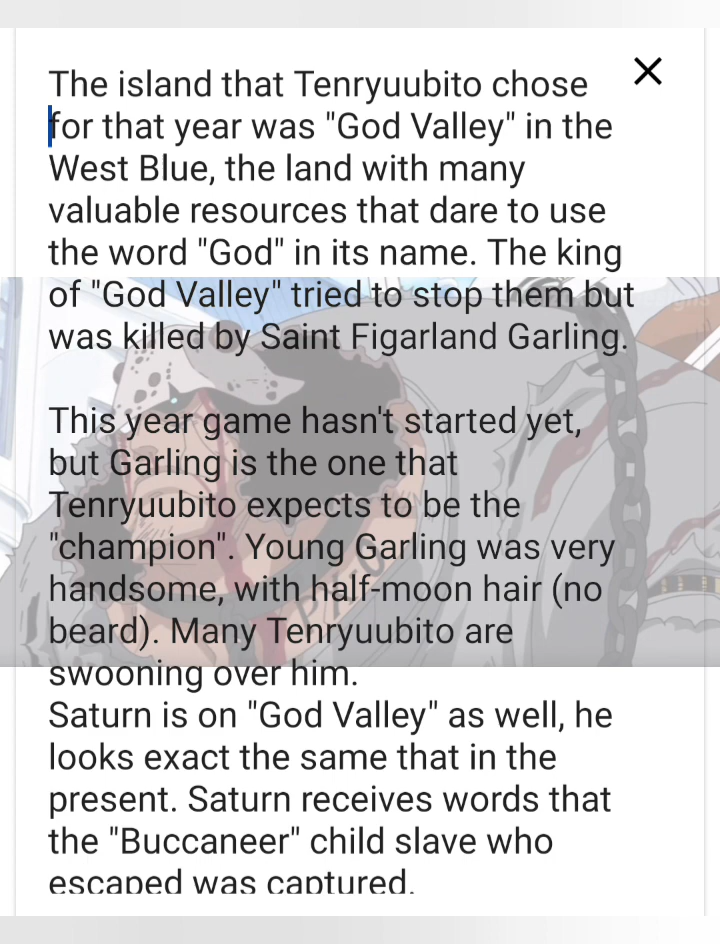 The island that Tenryuubito chose
for that year was "God Valley" in the
West Blue, the land with many
valuable resources that dare to use
the word "God" in its name. The king
of "God Valley" tried to stop them but
was killed by Saint Figarland Garling.
This year game hasn't started yet,
but Garling is the one that
Tenryuubito expects to be the
"champion". Young Garling was very
handsome, with half-moon hair (no
beard). Many Tenryuubito are
swooning over him.
Saturn is on "God Valley" as well, he
looks exact the same that in the
present. Saturn receives words that
the "Buccaneer" child slave who
escaped was captured.